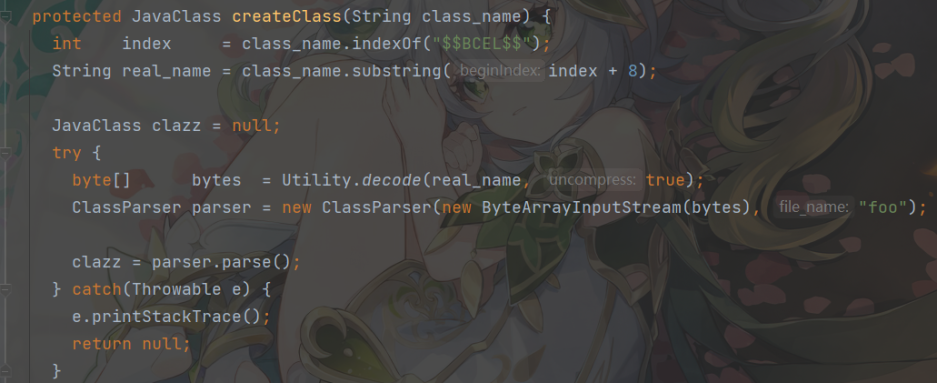 protected JavaClass createClass(String class_name) {
int    index     = class_name.indexOf("$$BCEL$$");
String real_name = class_name.substring( beginIndex: index + 8);
JavaClass clazz = null;
try {
byte[]      bytes  = Utility.decode(real_name, uncompress: true);
ClassParser parser = new ClassParser(new ByteArrayInputStream(bytes), file_name: "foo");
clazz = parser.parse();
} catch(Throwable e) {
e.printStackTrace();
return null;
}